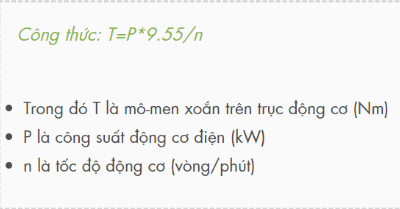 Công thức: T=P*9.55/n
Trong đó T là mô-men xoắn trên trục động cơ (Nm)
P là công suất động cơ điện (kW)
n là tốc độ động cơ (vòng/phút)